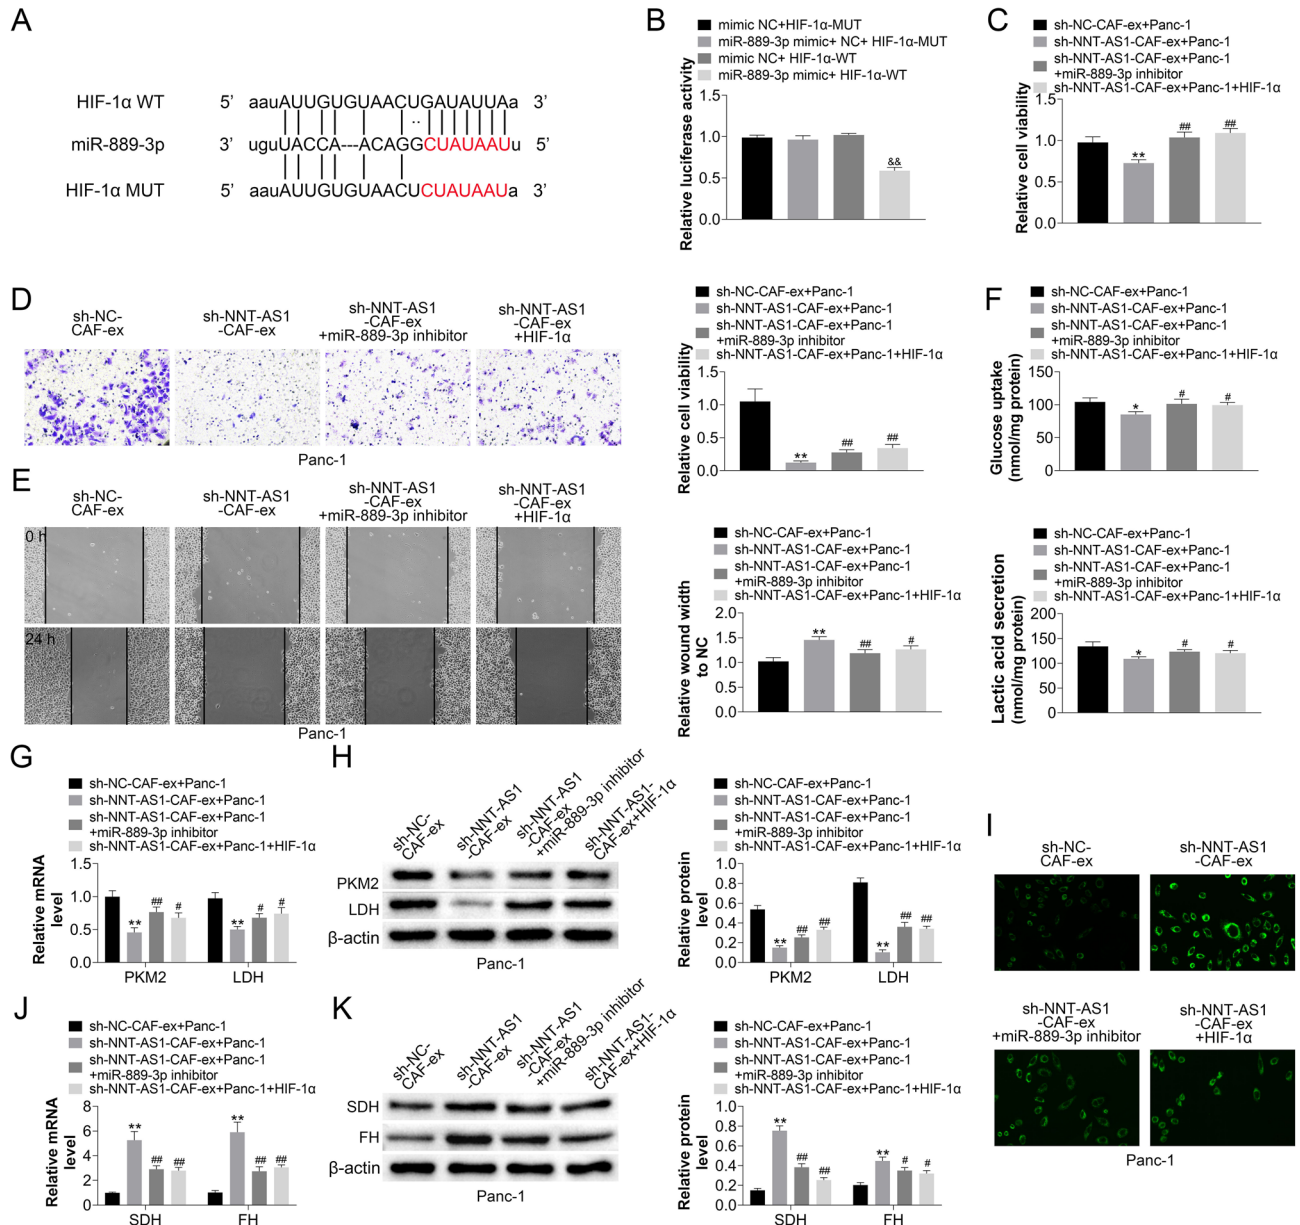 A
HIF-1α WT 5’ aauAUUGUGUAACUGAUAUUAa 3’
miR-889-3p 3’ uguUACCA---ACAGGCUAUAAUu 5’
HIF-1α MUT 5’ aauAUUGUGUAACUCUAUAAUa 3’
B
mimic NC+HIF-1α-MUT
miR-889-3p mimic+ NC+ HIF-1α-MUT
mimic NC+ HIF-1α-WT
miR-889-3p mimic+ HIF-1α-WT
Relative luciferase activity
1.5
1.0
0.5
0.0
&&
C
sh-NC-CAF-ex+Panc-1
sh-NNT-AS1-CAF-ex+Panc-1
sh-NNT-AS1-CAF-ex+Panc-1
+miR-889-3p inhibitor
sh-NNT-AS1-CAF-ex+Panc-1+HIF-1α
Relative cell viability
1.5
1.0
0.5
0.0
** ## ##
D
sh-NC-
CAF-ex
sh-NNT-AS1
-CAF-ex
sh-NNT-AS1
-CAF-ex
+miR-889-3p inhibitor
sh-NNT-AS1
-CAF-ex
+HIF-1α
Panc-1
sh-NC-CAF-ex+Panc-1
sh-NNT-AS1-CAF-ex+Panc-1
sh-NNT-AS1-CAF-ex+Panc-1
+miR-889-3p inhibitor
sh-NNT-AS1-CAF-ex+Panc-1+HIF-1α
Relative cell viability
1.5
1.0
0.5
0.0
** ## ##
E
sh-NC-
CAF-ex
sh-NNT-AS1
-CAF-ex
sh-NNT-AS1
-CAF-ex
+miR-889-3p inhibitor
sh-NNT-AS1
-CAF-ex
+HIF-1α
0 h
24 h
Panc-1
sh-NC-CAF-ex+Panc-1
sh-NNT-AS1-CAF-ex+Panc-1
sh-NNT-AS1-CAF-ex+Panc-1
+miR-889-3p inhibitor
sh-NNT-AS1-CAF-ex+Panc-1+HIF-1α
Relative wound width
to NC
2.0
1.5
1.0
0.5
0.0
** ## #
F
sh-NC-CAF-ex+Panc-1
sh-NNT-AS1-CAF-ex+Panc-1
sh-NNT-AS1-CAF-ex+Panc-1
+miR-889-3p inhibitor
sh-NNT-AS1-CAF-ex+Panc-1+HIF-1α
Glucose uptake
(nmol/mg protein)
150
100
50
0
* # #
sh-NC-CAF-ex+Panc-1
sh-NNT-AS1-CAF-ex+Panc-1
sh-NNT-AS1-CAF-ex+Panc-1
+miR-889-3p inhibitor
sh-NNT-AS1-CAF-ex+Panc-1+HIF-1α
Lactic acid secretion
(nmol/mg protein)
200
150
100
50
0
* # #
G
sh-NC-CAF-ex+Panc-1
sh-NNT-AS1-CAF-ex+Panc-1
sh-NNT-AS1-CAF-ex+Panc-1
+miR-889-3p inhibitor
sh-NNT-AS1-CAF-ex+Panc-1+HIF-1α
Relative mRNA
level
1.5
1.0
0.5
0.0
** ## # ** # #
PKM2 LDH
H
sh-NC-
CAF-ex
sh-NNT-AS1
-CAF-ex
sh-NNT-AS1
-CAF-ex
+miR-889-3p inhibitor
sh-NNT-AS1-
CAF-ex+HIF-1α
PKM2
LDH
β-actin
Panc-1
sh-NC-CAF-ex+Panc-1
sh-NNT-AS1-CAF-ex+Panc-1
sh-NNT-AS1-CAF-ex+Panc-1
+miR-889-3p inhibitor
sh-NNT-AS1-CAF-ex+Panc-1+HIF-1α
Relative protein
level
1.0
0.8
0.6
0.4
0.2
0.0
** ## ## ** ## ##
PKM2 LDH
I
sh-NC-
CAF-ex
sh-NNT-AS1
-CAF-ex
sh-NNT-AS1
-CAF-ex
+miR-889-3p inhibitor
sh-NNT-AS1
-CAF-ex
+HIF-1α
Panc-1
J
sh-NC-CAF-ex+Panc-1
sh-NNT-AS1-CAF-ex+Panc-1
sh-NNT-AS1-CAF-ex+Panc-1
+miR-889-3p inhibitor
sh-NNT-AS1-CAF-ex+Panc-1+HIF-1α
Relative mRNA
level
8
6
4
2
0
** ## ## ** ## ##
SDH FH
K
sh-NC-
CAF-ex
sh-NNT-AS1
-CAF-ex
sh-NNT-AS1
-CAF-ex
+miR-889-3p inhibitor
sh-NNT-AS1-
CAF-ex+HIF-1α
SDH
FH
β-actin
Panc-1
sh-NC-CAF-ex+Panc-1
sh-NNT-AS1-CAF-ex+Panc-1
sh-NNT-AS1-CAF-ex+Panc-1
+miR-889-3p inhibitor
sh-NNT-AS1-CAF-ex+Panc-1+HIF-1α
Relative protein
level
1.0
0.8
0.6
0.4
0.2
0.0
** ## ## ** # #
SDH FH